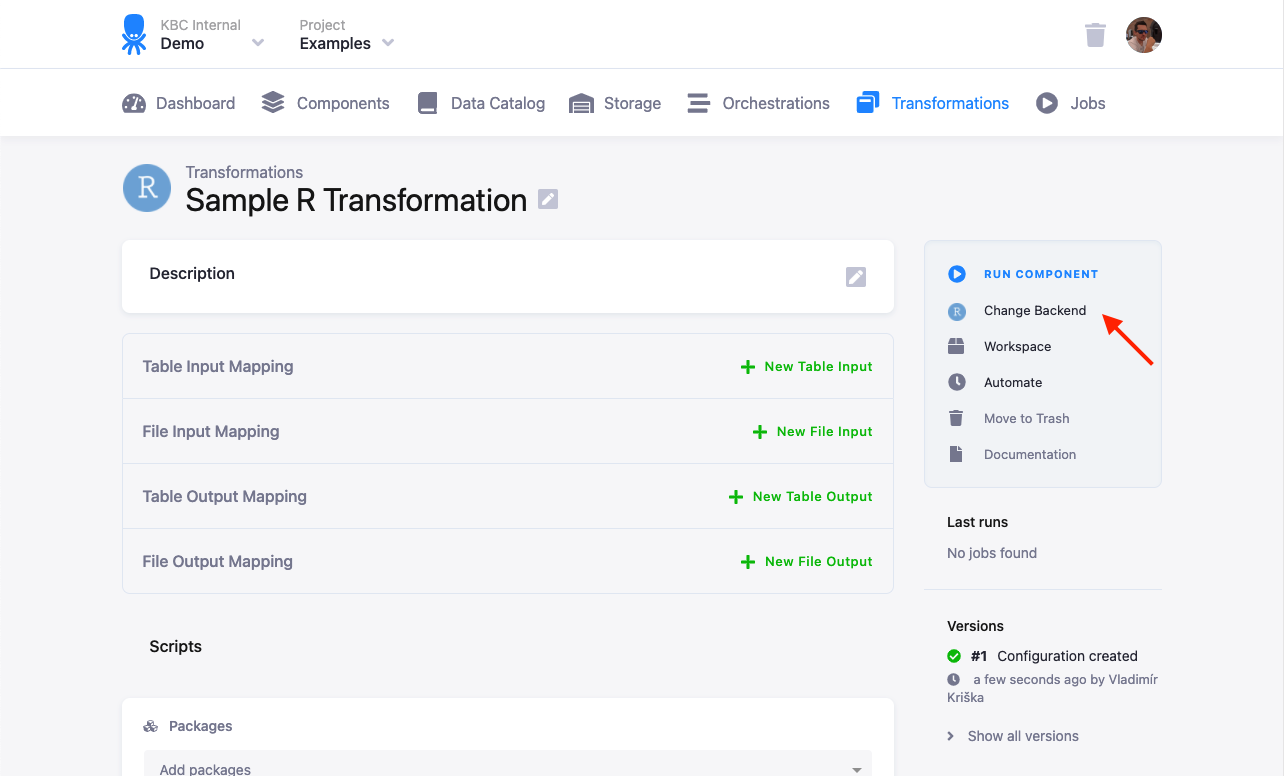 KBC Internal
Demo
Project
Examples
Dashboard
Components
Data Catalog
Storage
Orchestrations
Transformations
Jobs
R
Transformations
Sample R Transformation
Description
Table Input Mapping
New Table Input
File Input Mapping
New File Input
Table Output Mapping
New Table Output
File Output Mapping
New File Output
Scripts
Packages
Add packages
RUN COMPONENT
R
Change Backend
Workspace
Automate
Move to Trash
Documentation
Last runs
No jobs found
Versions
#1 Configuration created
a few seconds ago by Vladimír
Kriška
Show all versions